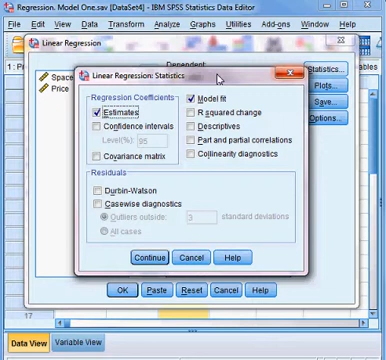 Regression. Model One.sav [DataSet4] - IBM SPSS Statistics Data Editor
File Edit View Data Transform Analyze Graphs Utilities Add-ons Window Help
Linear Regression
Dependent:
Space
Price
Statistics...
Plots...
Save...
Options...
Linear Regression: Statistics
Regression Coefficients
Estimates
Confidence intervals
Level(%): 95
Covariance matrix
Model fit
R squared change
Descriptives
Part and partial correlations
Collinearity diagnostics
Residuals
Durbin-Watson
Casewise diagnostics
Outliers outside: 3 standard deviations
All cases
Continue Cancel Help
OK Paste Reset Cancel Help
17
Data View Variable View